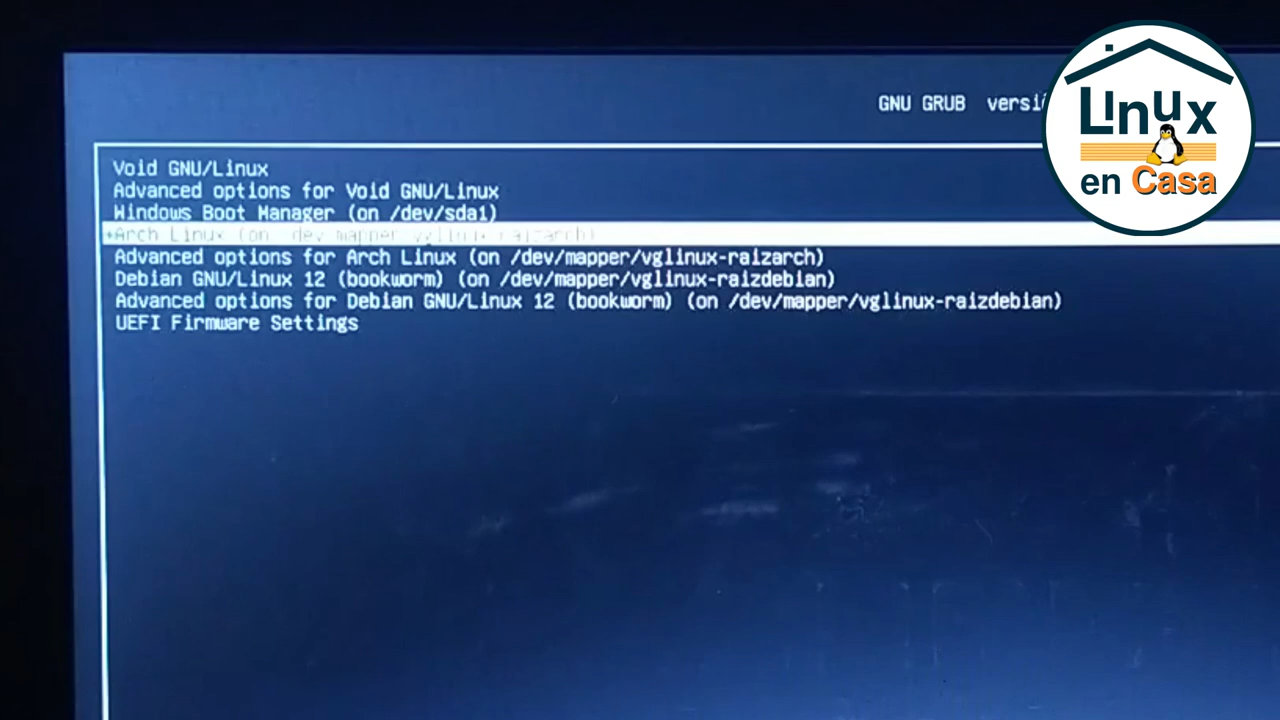 GNU GRUB versi
Linux
en Casa
Void GNU/Linux
Advanced options for Void GNU/Linux
Windows Boot Manager (on /dev/sda1)
*Arch Linux (on /dev/mapper/vglinux-raizarch)
Advanced options for Arch Linux (on /dev/mapper/vglinux-raizarch)
Debian GNU/Linux 12 (bookworm) (on /dev/mapper/vglinux-raizdebian)
Advanced options for Debian GNU/Linux 12 (bookworm) (on /dev/mapper/vglinux-raizdebian)
UEFI Firmware Settings